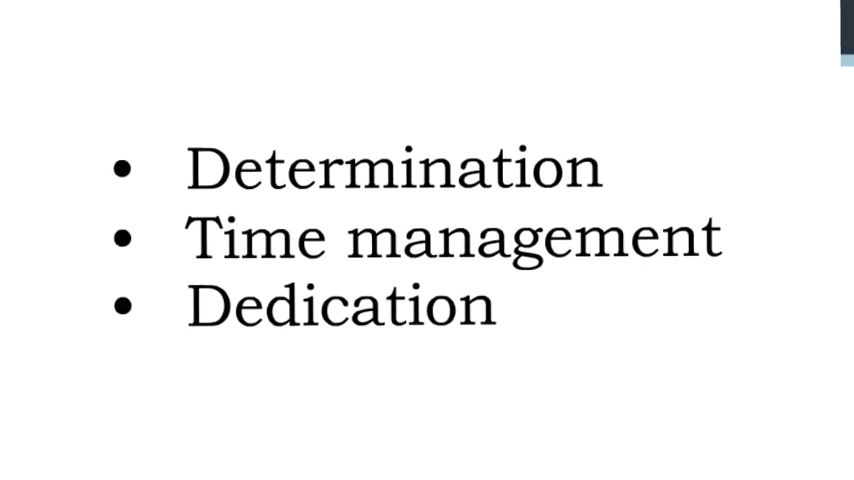 • Determination
• Time management
• Dedication